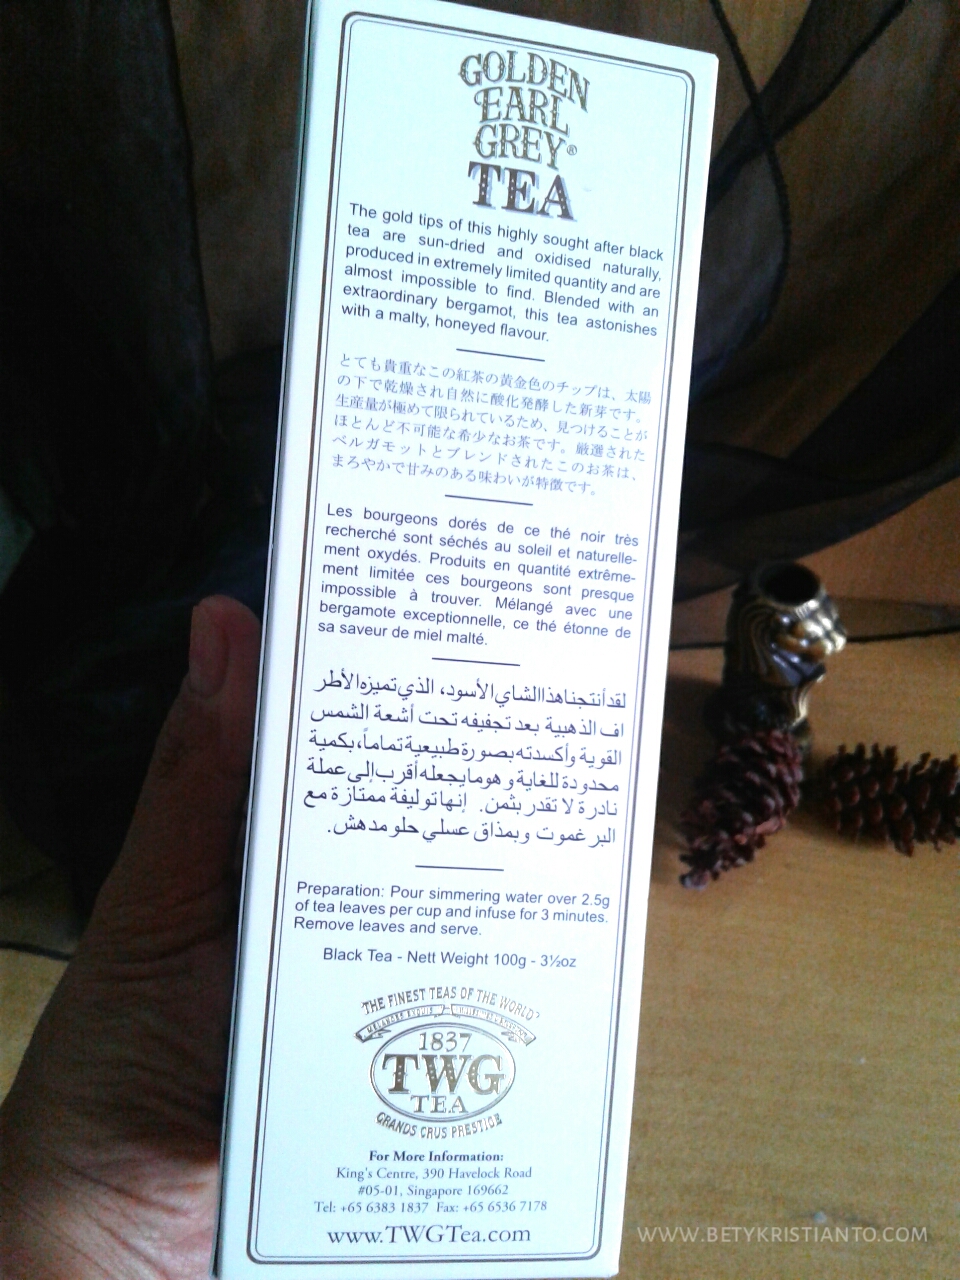 GOLDEN
EARL
GREY®
TEA
The gold tips of this highly sought after black
tea are sun-dried and oxidised naturally,
produced in extremely limited quantity and are
almost impossible to find. Blended with an
extraordinary bergamot, this tea astonishes
with a malty, honeyed flavour.
とても貴重なこの紅茶の黄金色のチップは、太陽
の下で乾燥され自然に酸化発酵した新芽です。
生産量が極めて限られているため、見つけることが
ほとんど不可能な希少なお茶です。厳選された
ベルガモットとブレンドされたこのお茶は、
まろやかで甘みのある味わいが特徴です。
Les bourgeons dorés de ce thé noir très
recherché sont séchés au soleil et naturelle-
ment oxydés. Produits en quantité extrême-
ment limitée ces bourgeons sont presque
impossible à trouver. Mélangé avec une
bergamote exceptionnelle, ce thé étonne de
sa saveur de miel malté.
لقد أنتجنا هذا الشاي الأسود، الذي تميزه الأطر
اف الذهبية بعد تجفيفه تحت أشعة الشمس
القوية وأكسدته بصورة طبيعية تماماً، بكمية
محدودة للغاية و هو ما يجعله أقرب إلى عملة
نادرة لا تقدر بثمن. إنها توليفة ممتازة مع
البرغموت وبمذاق عسلي حلو مدهش.
Preparation: Pour simmering water over 2.5g
of tea leaves per cup and infuse for 3 minutes.
Remove leaves and serve.
Black Tea - Nett Weight 100g - 3½oz
THE FINEST TEAS OF THE WORLD
1837
TWG
TEA
GRANDS CRUS PRESTIGE
For More Information:
King's Centre, 390 Havelock Road
#05-01, Singapore 169662
Tel: +65 6383 1837 Fax: +65 6536 7178
www.TWGTea.com
WWW.BETYKRISTIANTO.COM